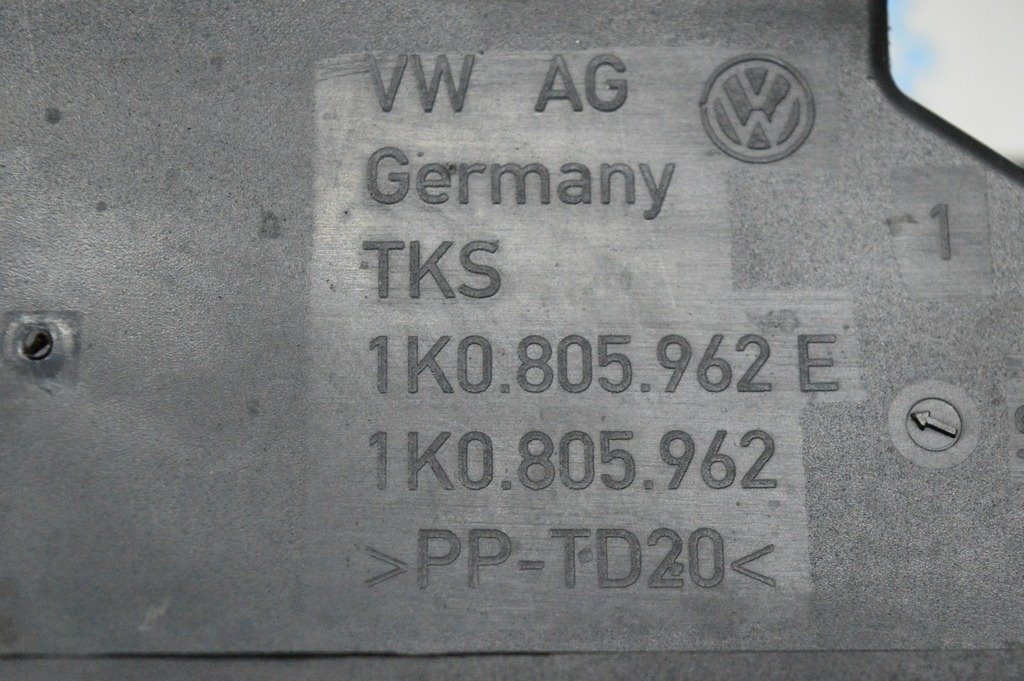 VW AG
Germany
TKS
1K0.805.962 E
1K0.805.962
>PP-TD20<
1